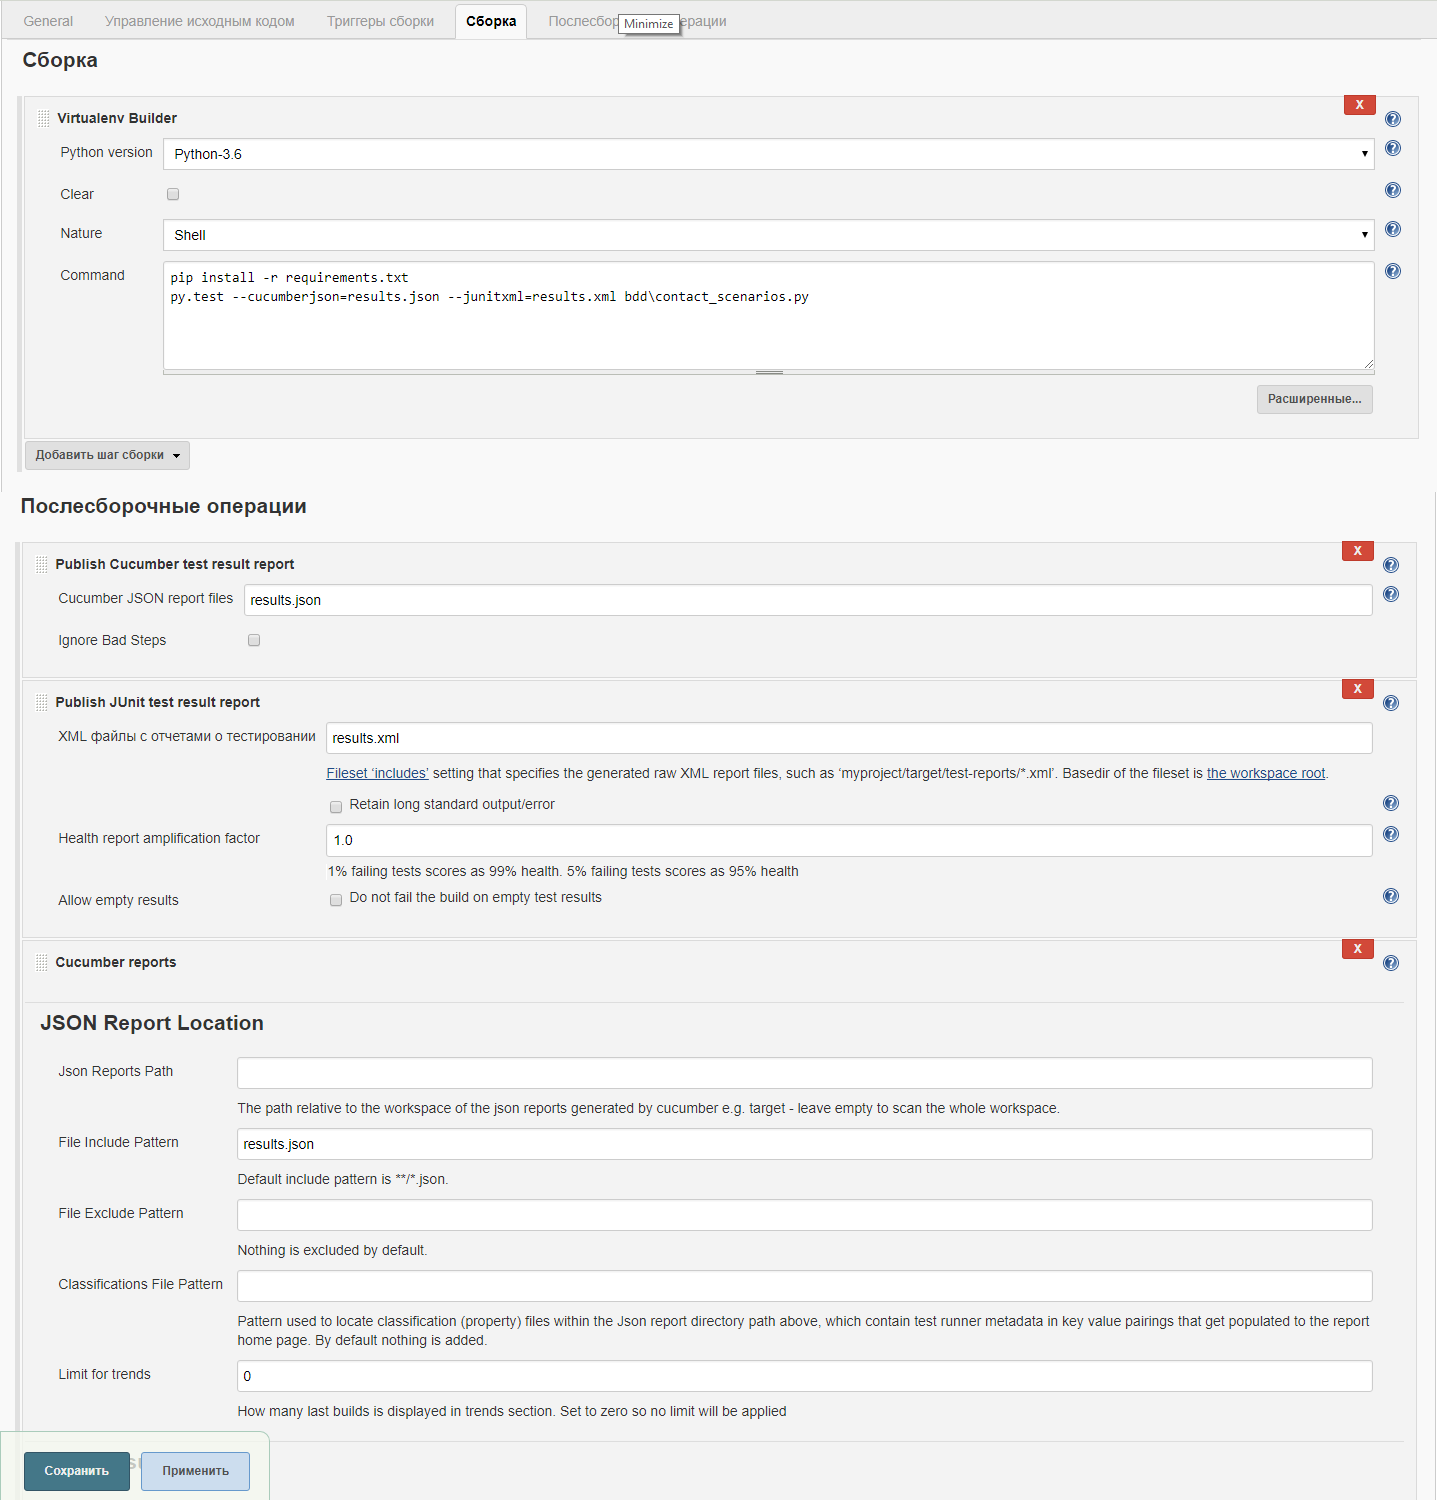 General Управление исходным кодом Триггеры сборки Сборка Послесбор Minimize ерации
Сборка
X
Virtualenv Builder
Python version Python-3.6
Clear
Nature Shell
Command pip install -r requirements.txt
py.test --cucumberjson=results.json --junitxml=results.xml bdd\contact_scenarios.py
Расширенные...
Добавить шаг сборки
Послесборочные операции
X
Publish Cucumber test result report
Cucumber JSON report files results.json
Ignore Bad Steps
X
Publish JUnit test result report
XML файлы с отчетами о тестировании results.xml
Fileset ‘includes’ setting that specifies the generated raw XML report files, such as ‘myproject/target/test-reports/*.xml’. Basedir of the fileset is the workspace root.
Retain long standard output/error
Health report amplification factor 1.0
1% failing tests scores as 99% health. 5% failing tests scores as 95% health
Allow empty results Do not fail the build on empty test results
X
Cucumber reports
JSON Report Location
Json Reports Path
The path relative to the workspace of the json reports generated by cucumber e.g. target - leave empty to scan the whole workspace.
File Include Pattern results.json
Default include pattern is **/*.json.
File Exclude Pattern
Nothing is excluded by default.
Classifications File Pattern
Pattern used to locate classification (property) files within the Json report directory path above, which contain test runner metadata in key value pairings that get populated to the report
home page. By default nothing is added.
Limit for trends 0
How many last builds is displayed in trends section. Set to zero so no limit will be applied
Сохранить Применить